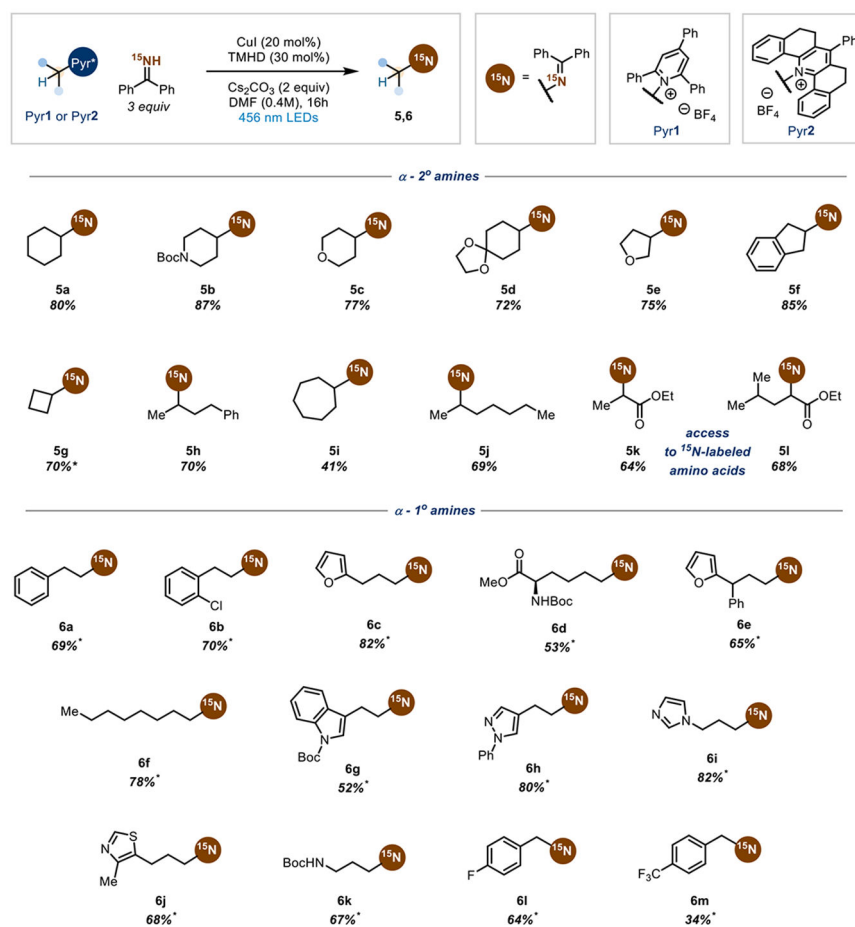 Pyr*
H
Pyr1 or Pyr2
15NH
Ph Ph
3 equiv
CuI (20 mol%)
TMHD (30 mol%)
Cs2CO3 (2 equiv)
DMF (0.4M), 16h
456 nm LEDs
15N
H
5,6
15N = Ph Ph 15N
Ph
Ph N Ph
⊕
⊖ BF4
Pyr1
Ph
N
⊕
⊖
BF4
Pyr2
α - 2º amines
15N 15N 15N 15N 15N 15N
BocN O O O O
5a 5b 5c 5d 5e 5f
80% 87% 77% 72% 75% 85%
15N 15N 15N 15N 15N Me 15N
Me Ph Me Me Me OEt O Me OEt O
5g 5h 5i 5j 5k 5l
70%* 70% 41% 69% 64% 68%
access
to 15N-labeled
amino acids
α - 1º amines
15N 15N 15N 15N 15N
Cl O MeO O NHBoc O Ph
6a 6b 6c 6d 6e
69%* 70%* 82%* 53%* 65%*
Me 15N 15N 15N 15N
N Boc N N Ph N N
6f 6g 6h 6i
78%* 52%* 80%* 82%*
S N Me 15N BocHN 15N F 15N F3C 15N
6j 6k 6l 6m
68%* 67%* 64%* 34%*